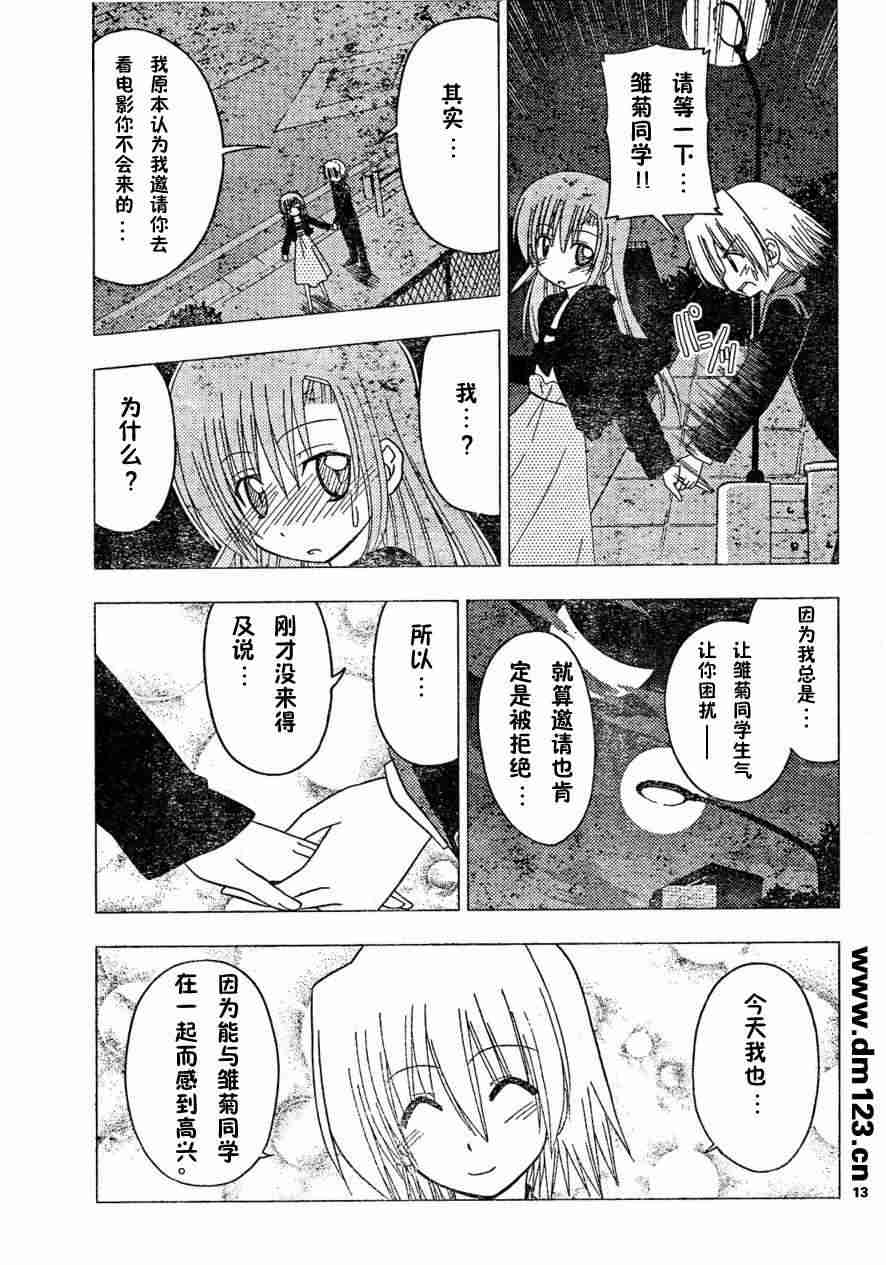 请等一下…
雏菊同学!!
パシッ
其实…
我原本认为我邀请你去
看电影你不会来的…
我…?
为什么?
因为我总是…
让雏菊同学生气
让你困扰—
就算邀请也肯
定是被拒绝…
所以…
刚才没来得
及说…
今天我也…
因为能与雏菊同学
在一起而感到高兴。
www.dm123.cn
13